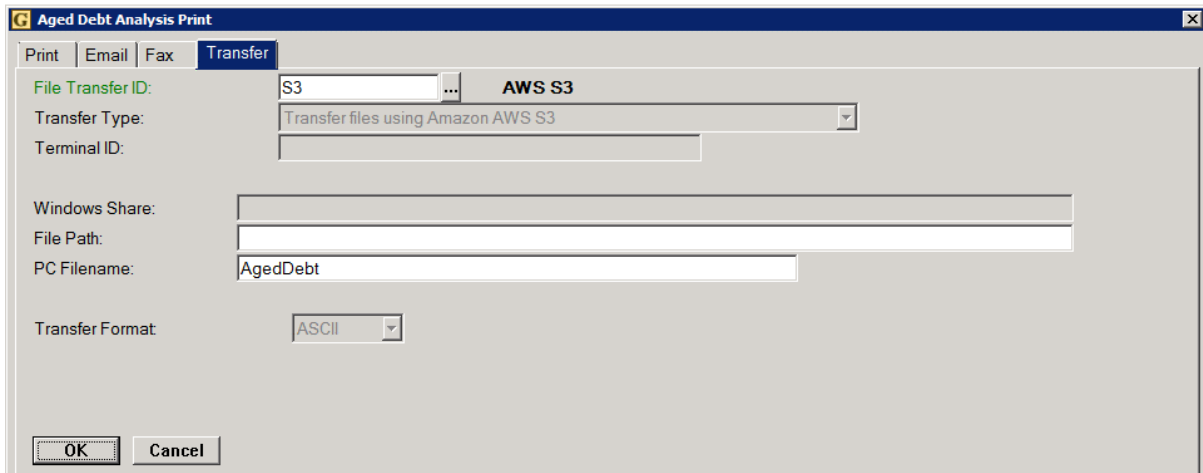 G Aged Debt Analysis Print
Print Email Fax Transfer
File Transfer ID: S3 ... AWS S3
Transfer Type: Transfer files using Amazon AWS S3
Terminal ID:
Windows Share:
File Path:
PC Filename: AgedDebt
Transfer Format: ASCII
OK Cancel